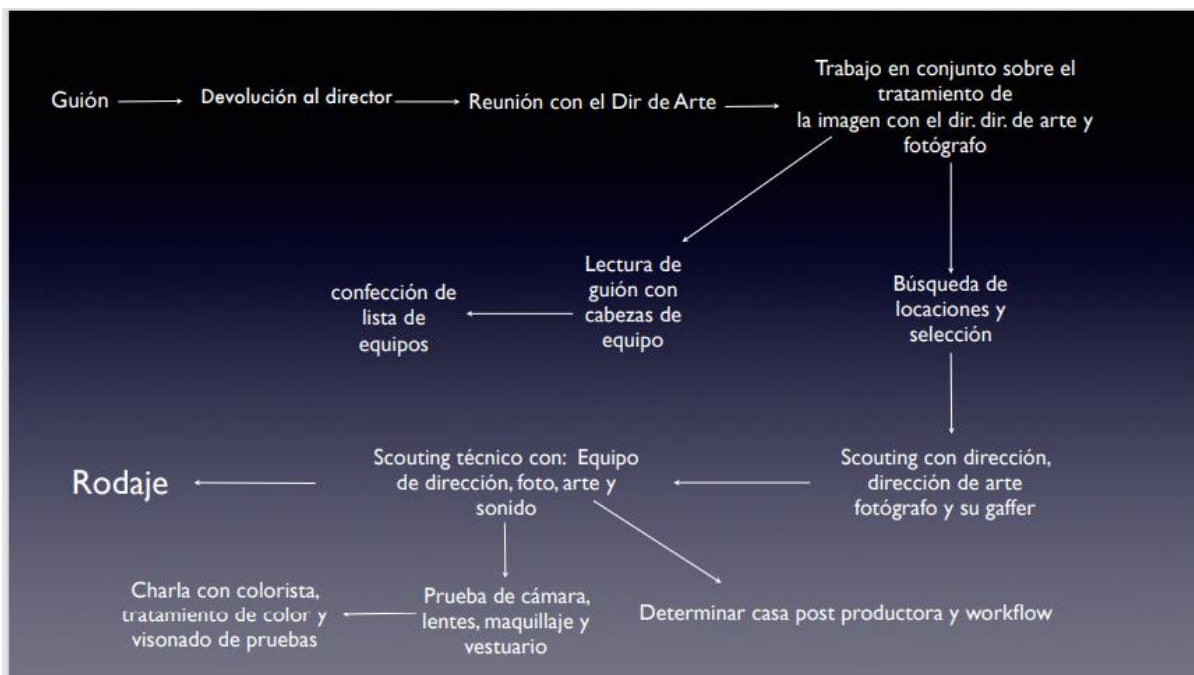 Guión
Devolución al director
Reunión con el Dir de Arte
Trabajo en conjunto sobre el
tratamiento de
la imagen con el dir. dir. de arte y
fotógrafo
confección de
lista de
equipos
Lectura de
guión con
cabezas de
equipo
Búsqueda de
locaciones y
selección
Rodaje
Scouting técnico con: Equipo
de dirección, foto, arte y
sonido
Scouting con dirección,
dirección de arte
fotógrafo y su gaffer
Charla con colorista,
tratamiento de color y
visonado de pruebas
Prueba de cámara,
lentes, maquillaje y
vestuario
Determinar casa post productora y workflow